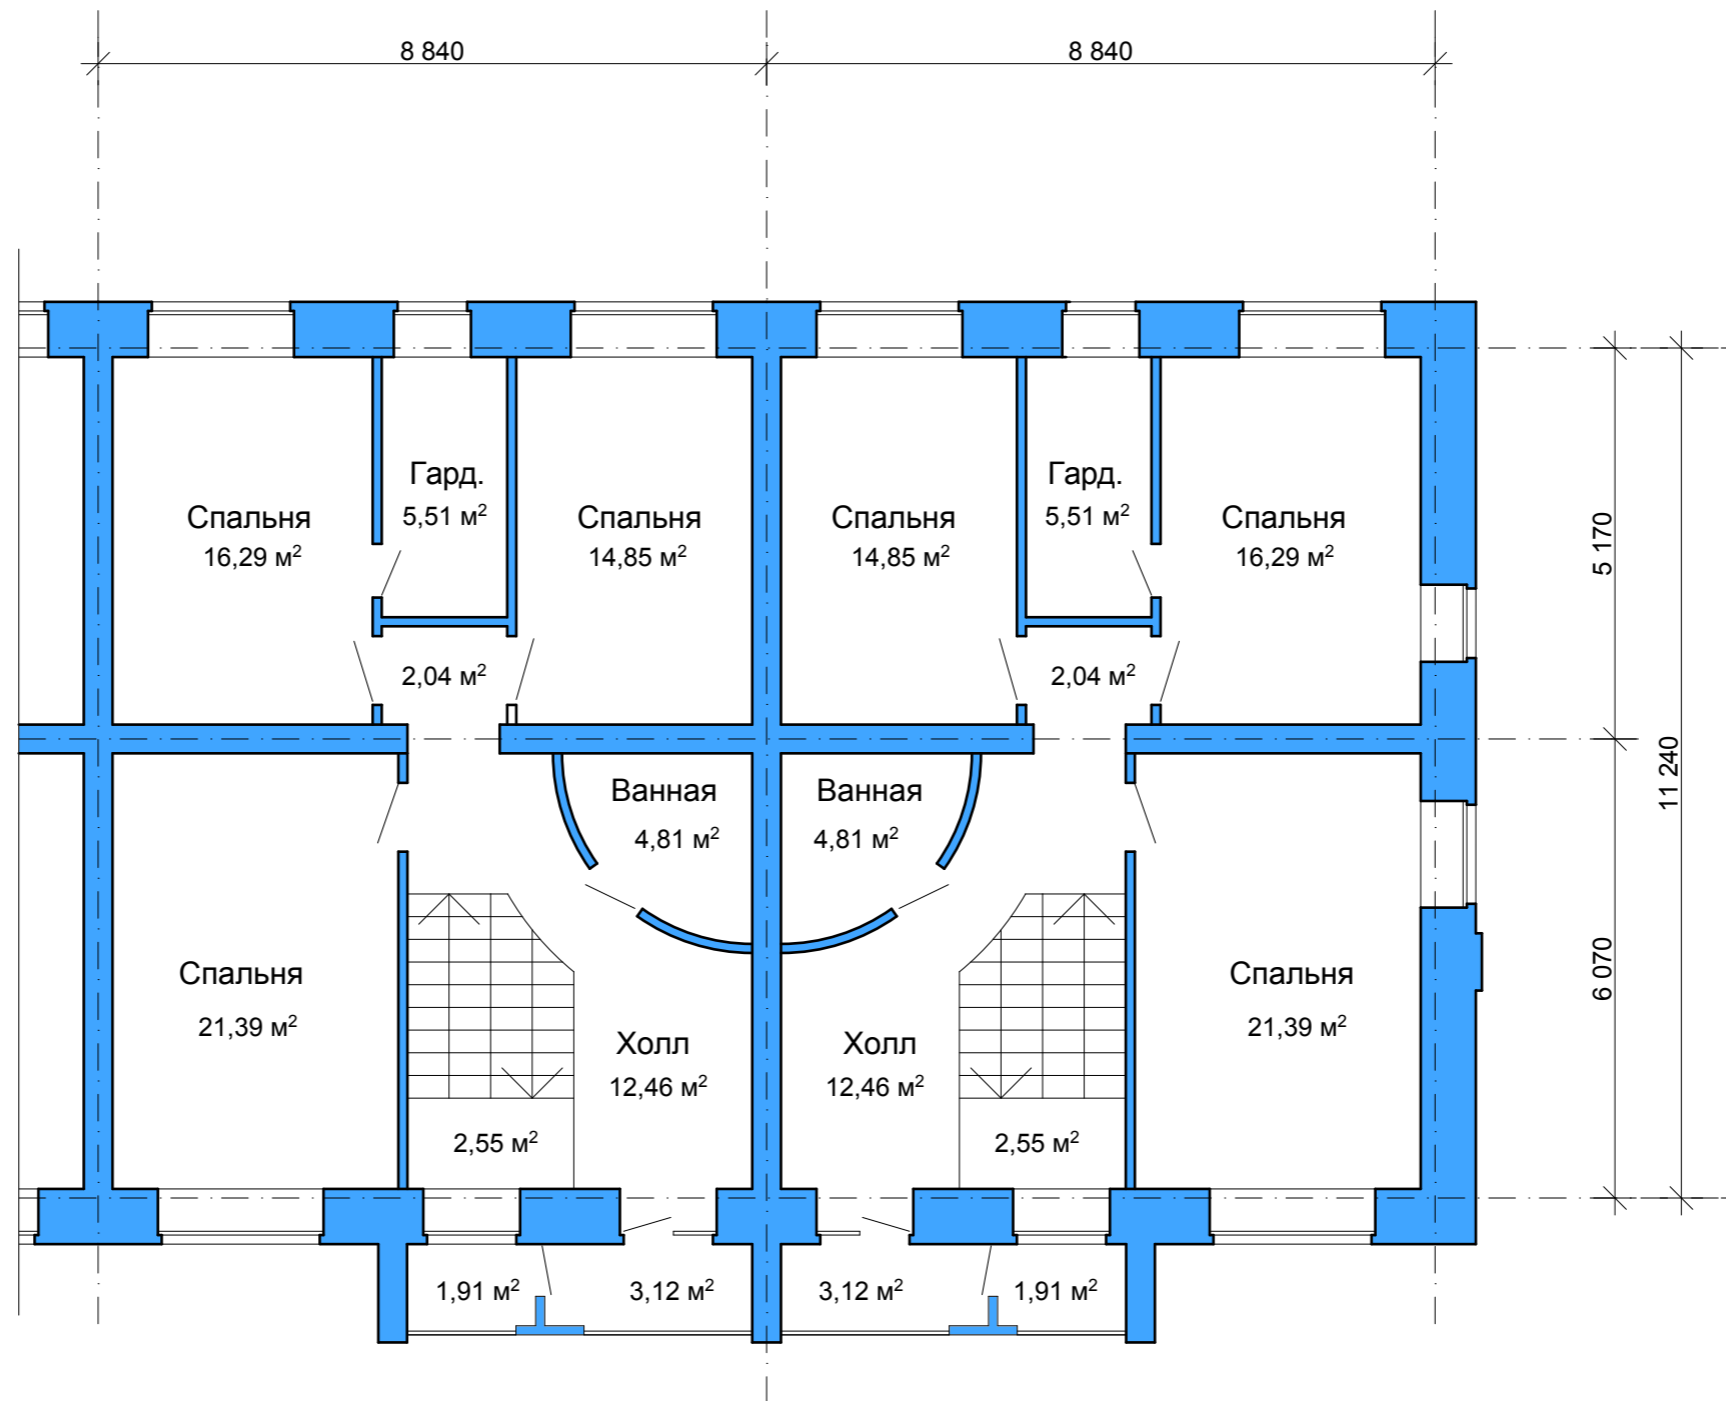 8 840
8 840
Гард.
5,51 м²
Гард.
5,51 м²
Спальня
16,29 м²
Спальня
14,85 м²
Спальня
14,85 м²
Спальня
16,29 м²
5 170
2,04 м²
2,04 м²
11 240
Ванная
4,81 м²
Ванная
4,81 м²
Спальня
21,39 м²
Спальня
21,39 м²
6 070
Холл
12,46 м²
Холл
12,46 м²
2,55 м²
2,55 м²
1,91 м²
3,12 м²
3,12 м²
1,91 м²